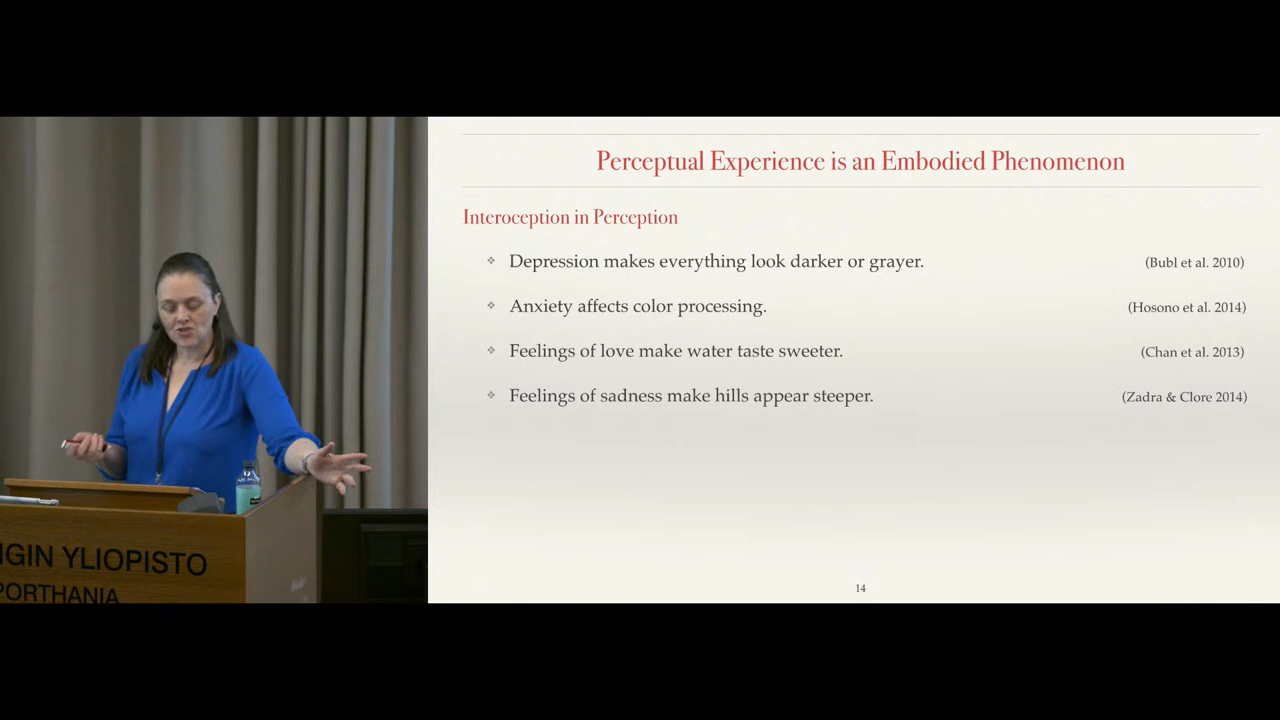 Perceptual Experience is an Embodied Phenomenon
Interoception in Perception
❖ Depression makes everything look darker or grayer. (Bubl et al. 2010)
❖ Anxiety affects color processing. (Hosono et al. 2014)
❖ Feelings of love make water taste sweeter. (Chan et al. 2013)
❖ Feelings of sadness make hills appear steeper. (Zadra & Clore 2014)
14
IGIN YLIOPISTO
PORTHANIA